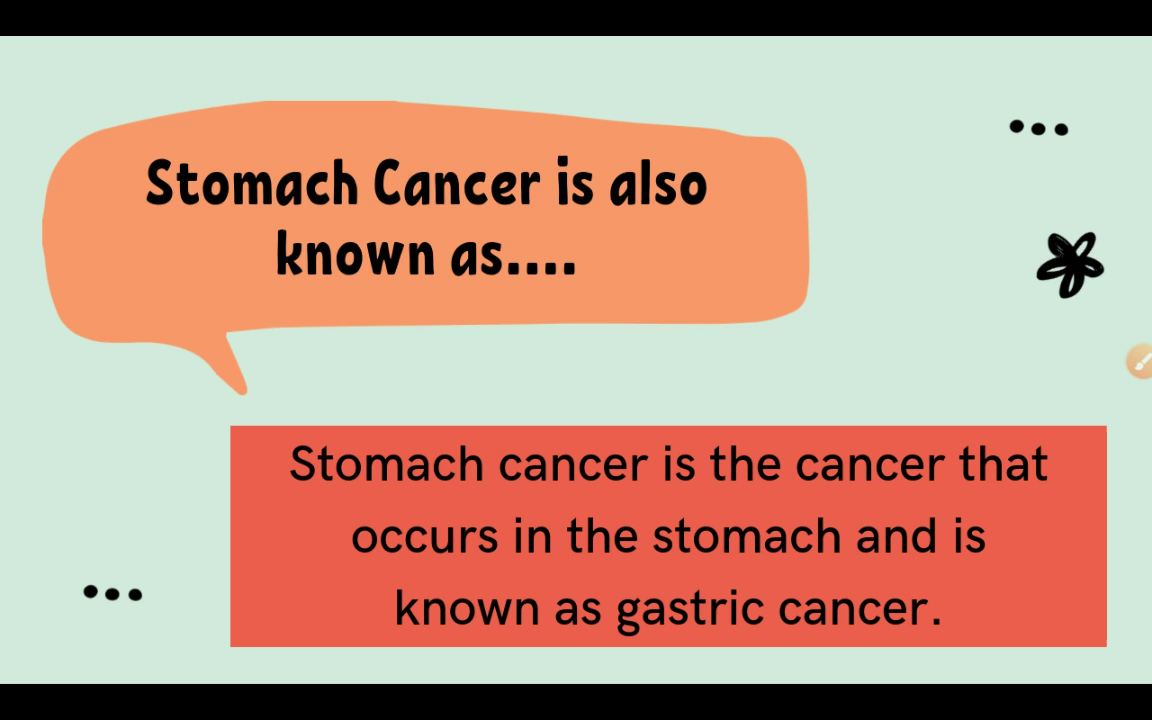 Stomach Cancer is also
known as....
Stomach cancer is the cancer that
occurs in the stomach and is
known as gastric cancer.